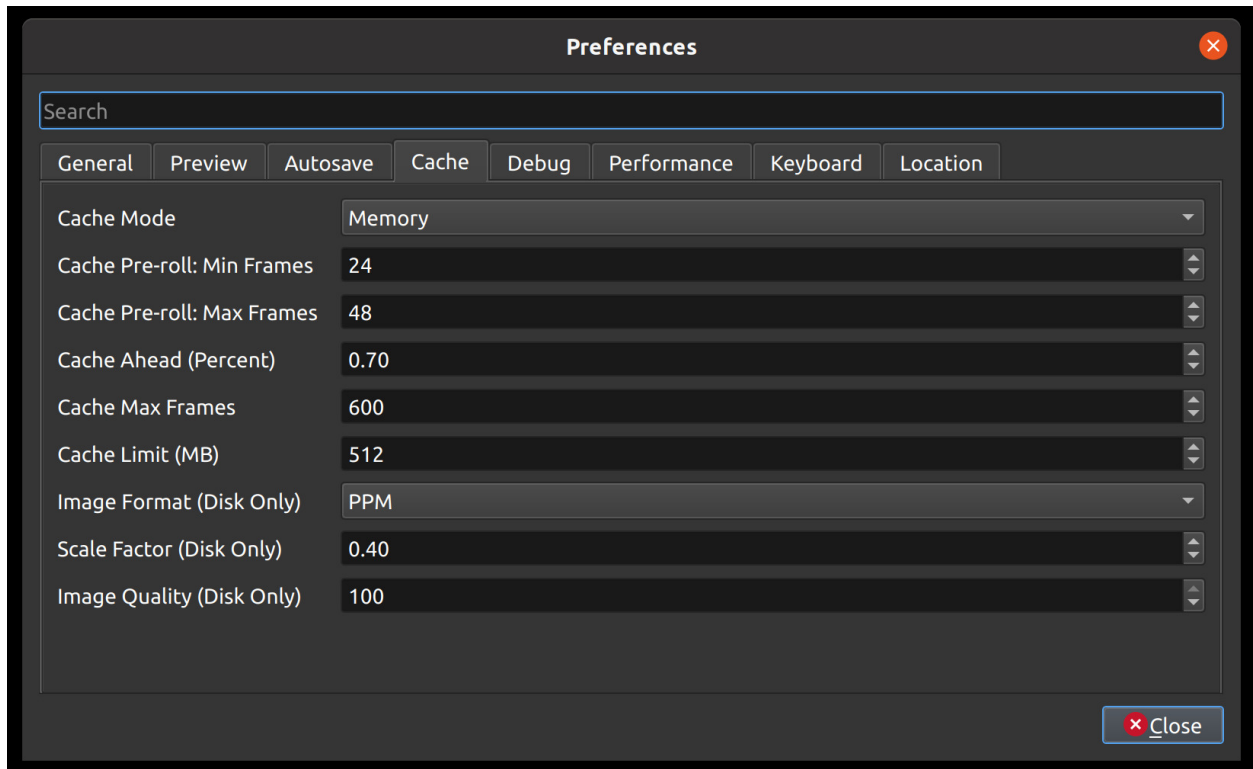 Preferences
Search
General Preview Autosave Cache Debug Performance Keyboard Location
Cache Mode Memory
Cache Pre-roll: Min Frames 24
Cache Pre-roll: Max Frames 48
Cache Ahead (Percent) 0.70
Cache Max Frames 600
Cache Limit (MB) 512
Image Format (Disk Only) PPM
Scale Factor (Disk Only) 0.40
Image Quality (Disk Only) 100
Close